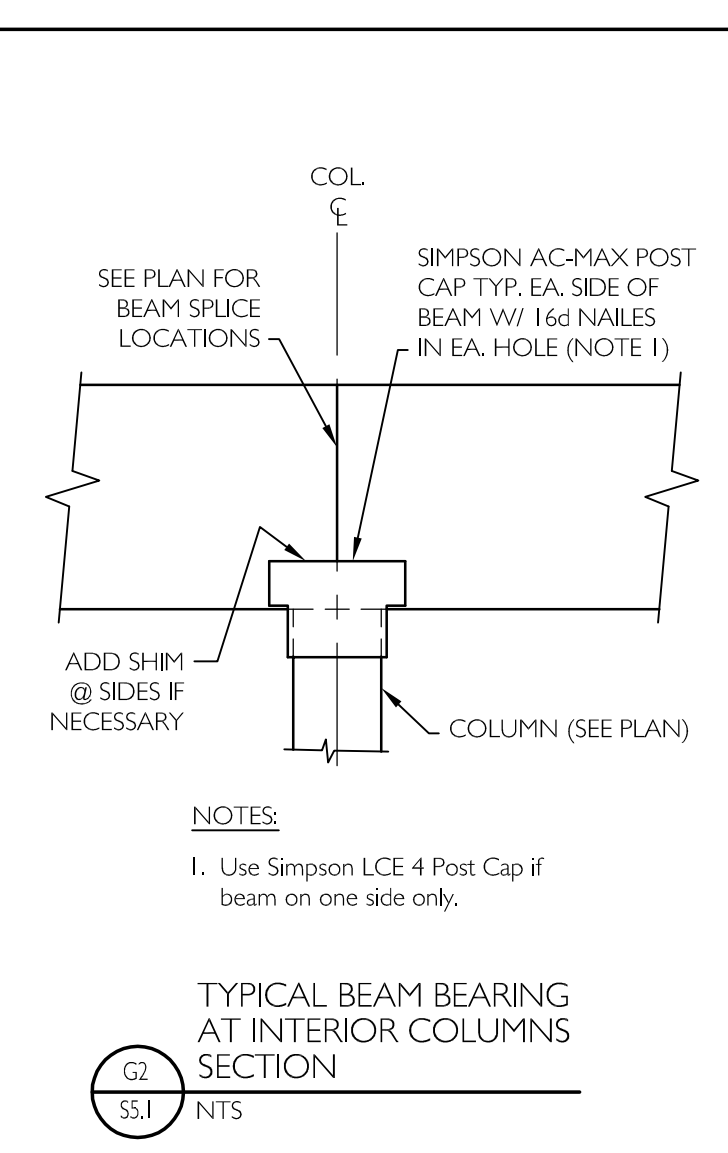 COL.
℄
SEE PLAN FOR
BEAM SPLICE
LOCATIONS
SIMPSON AC-MAX POST
CAP TYP. EA. SIDE OF
BEAM W/ 16d NAILES
IN EA. HOLE (NOTE 1)
ADD SHIM
@ SIDES IF
NECESSARY
COLUMN (SEE PLAN)
NOTES:
1. Use Simpson LCE 4 Post Cap if
beam on one side only.
TYPICAL BEAM BEARING
AT INTERIOR COLUMNS
SECTION
G2
S5.1
NTS